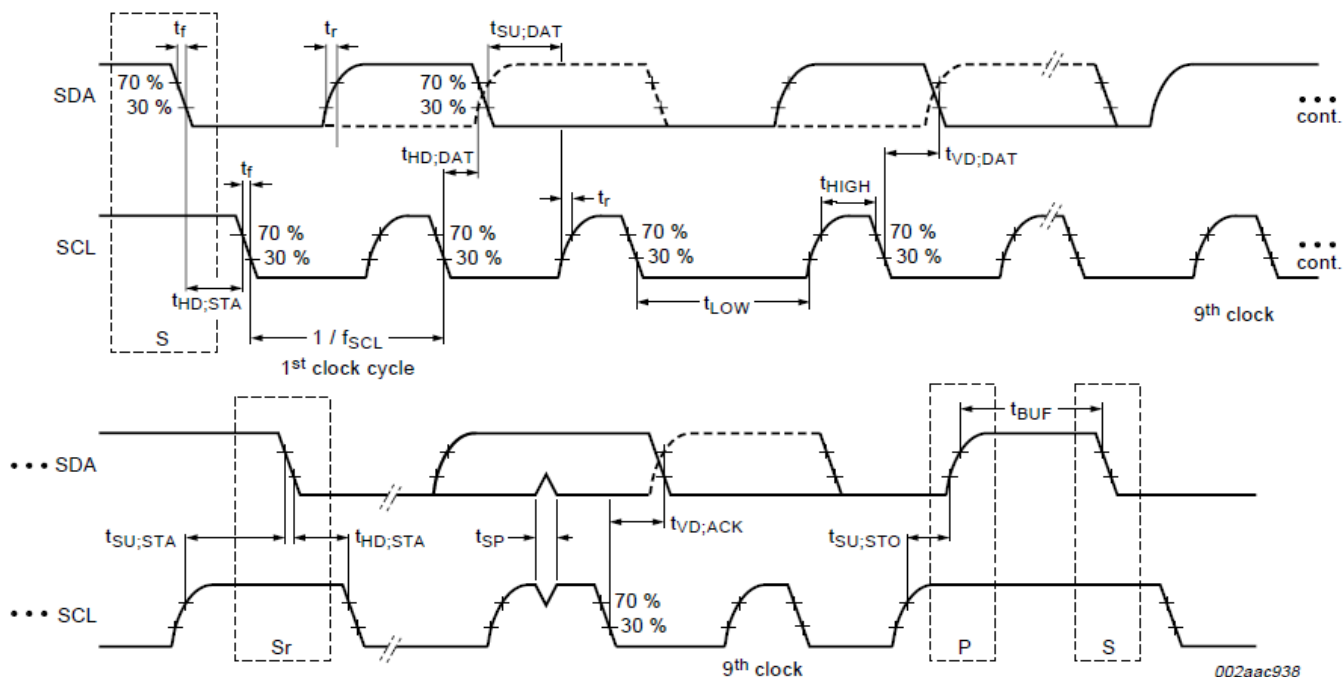 tf tr tSU;DAT
SDA 70 % 30 % 70 % 30 % cont.
tHD;DAT tVD;DAT
tf tr tHIGH
SCL 70 % 30 % 70 % 30 % 70 % 30 % 70 % 30 % cont.
tHD;STA tLOW
S 1 / fSCL 9th clock
1st clock cycle
tBUF
••• SDA
tSU;STA tHD;STA tSP tVD;ACK tSU;STO
••• SCL 70 % 30 %
Sr P S
9th clock
002aac938